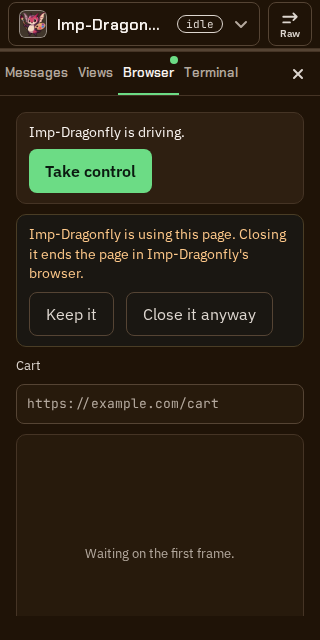 Imp-Dragon...
idle
Raw
Messages Views Browser Terminal
Imp-Dragonfly is driving.
Take control
Imp-Dragonfly is using this page. Closing
it ends the page in Imp-Dragonfly's
browser.
Keep it
Close it anyway
Cart
https://example.com/cart
Waiting on the first frame.